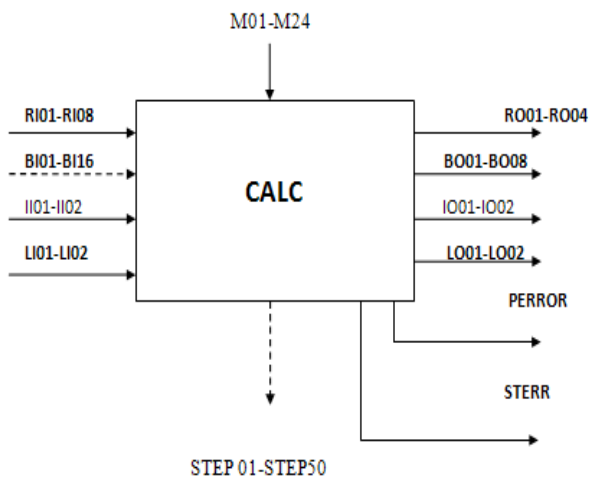 M01-M24
RI01-RI08
RO01-RO04
BI01-BI16
BO01-BO08
CALC
II01-II02
IO01-IO02
LI01-LI02
LO01-LO02
PERROR
STERR
STEP 01-STEP50